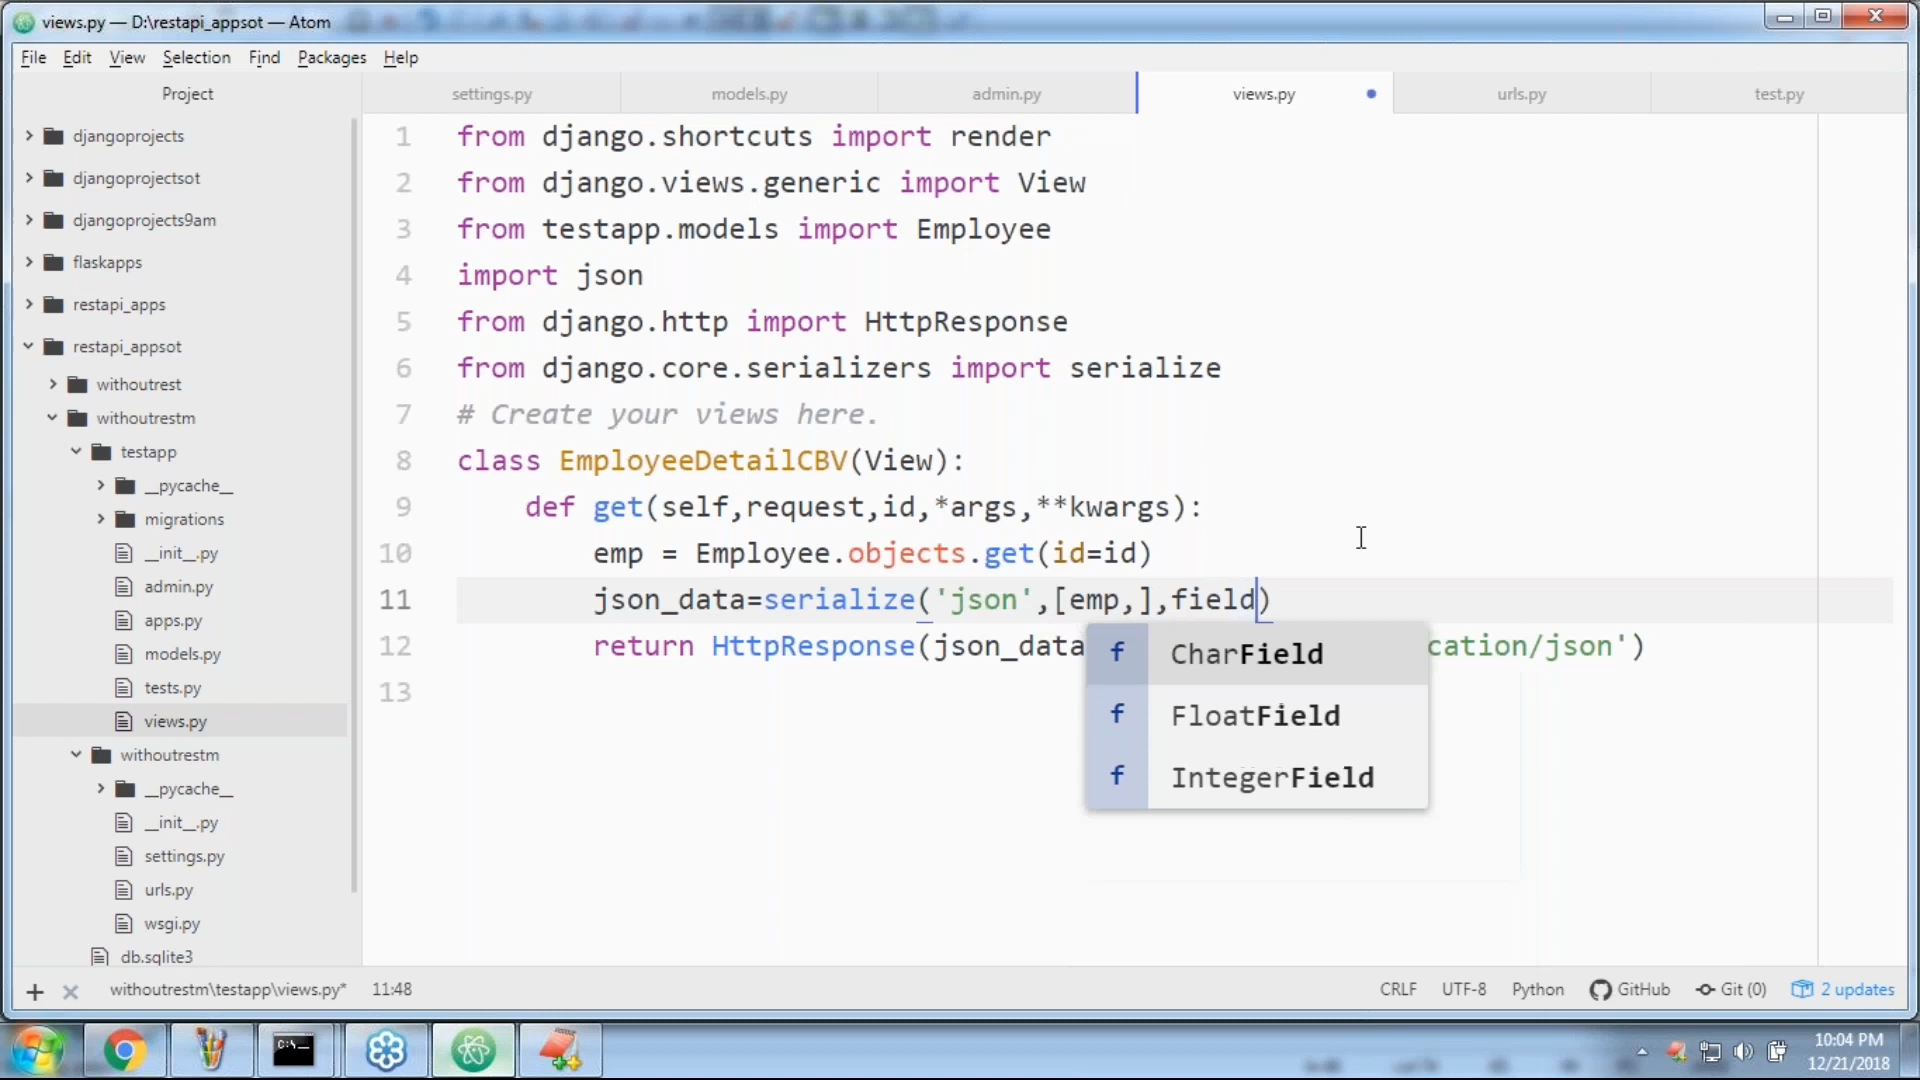 views.py — D:\restapi_appsot — Atom
File Edit View Selection Find Packages Help
Project
settings.py models.py admin.py views.py urls.py test.py
djangoprojects
djangoprojectsot
djangoprojects9am
flaskapps
restapi_apps
restapi_appsot
withoutrest
withoutrestm
testapp
__pycache__
migrations
__init__.py
admin.py
apps.py
models.py
tests.py
views.py
withoutrestm
__pycache__
__init__.py
settings.py
urls.py
wsgi.py
db.sqlite3
1 from django.shortcuts import render
2 from django.views.generic import View
3 from testapp.models import Employee
4 import json
5 from django.http import HttpResponse
6 from django.core.serializers import serialize
7 # Create your views here.
8 class EmployeeDetailCBV(View):
9 def get(self,request,id,*args,**kwargs):
10 emp = Employee.objects.get(id=id)
11 json_data=serialize('json',[emp,],field)
12 return HttpResponse(json_data cation/json')
13
f CharField
f FloatField
f IntegerField
withoutrestm\testapp\views.py* 11:48
CRLF UTF-8 Python GitHub Git (0) 2 updates
C:\_
10:04 PM
12/21/2018